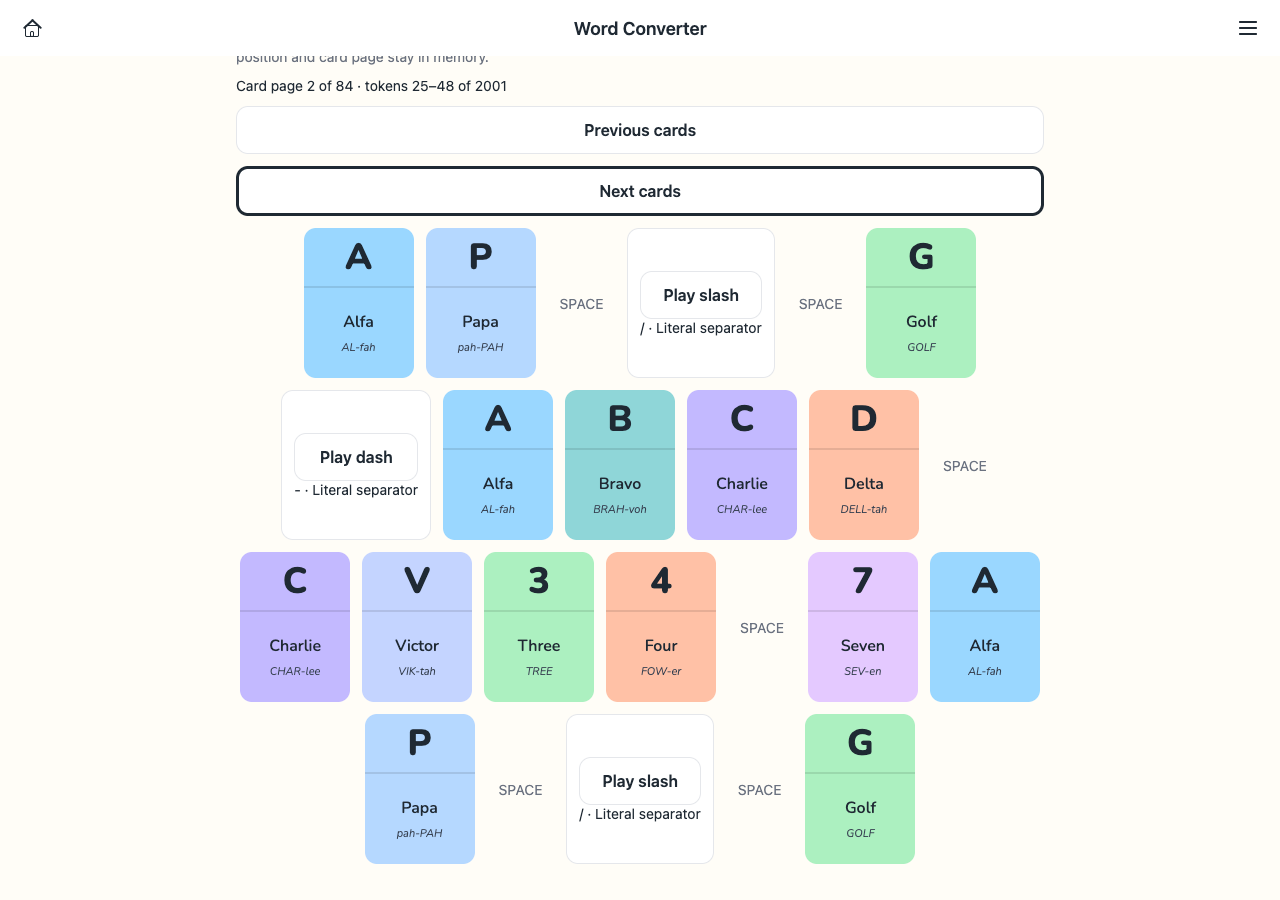 Word Converter
position and card page stay in memory.
Card page 2 of 84 · tokens 25–48 of 2001
Previous cards
Next cards
A
Alfa
AL-fah
P
Papa
pah-PAH
SPACE
Play slash
/ · Literal separator
SPACE
G
Golf
GOLF
Play dash
- · Literal separator
A
Alfa
AL-fah
B
Bravo
BRAH-voh
C
Charlie
CHAR-lee
D
Delta
DELL-tah
SPACE
C
Charlie
CHAR-lee
V
Victor
VIK-tah
3
Three
TREE
4
Four
FOW-er
SPACE
7
Seven
SEV-en
A
Alfa
AL-fah
P
Papa
pah-PAH
SPACE
Play slash
/ · Literal separator
SPACE
G
Golf
GOLF